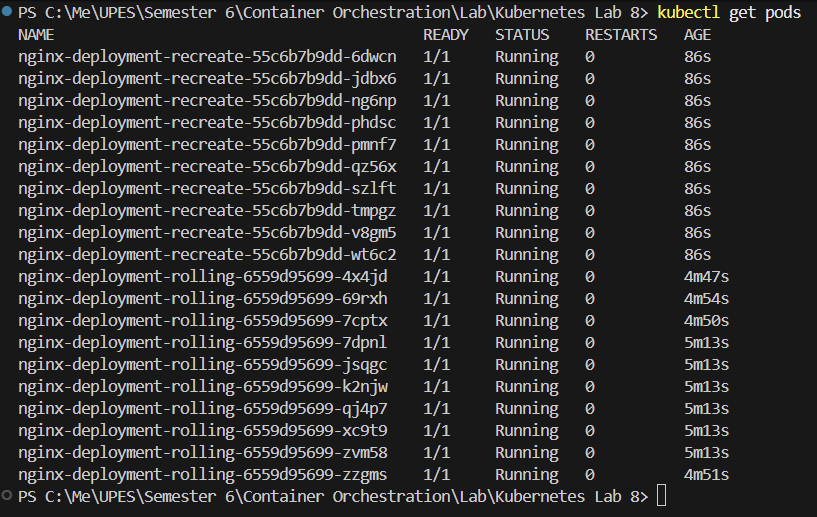 PS C:\Me\UPES\Semester 6\Container Orchestration\Lab\Kubernetes Lab 8> kubectl get pods
NAME READY STATUS RESTARTS AGE
nginx-deployment-recreate-55c6b7b9dd-6dwcn 1/1 Running 0 86s
nginx-deployment-recreate-55c6b7b9dd-jdbx6 1/1 Running 0 86s
nginx-deployment-recreate-55c6b7b9dd-ng6np 1/1 Running 0 86s
nginx-deployment-recreate-55c6b7b9dd-phdsc 1/1 Running 0 86s
nginx-deployment-recreate-55c6b7b9dd-pmnf7 1/1 Running 0 86s
nginx-deployment-recreate-55c6b7b9dd-qz56x 1/1 Running 0 86s
nginx-deployment-recreate-55c6b7b9dd-szlft 1/1 Running 0 86s
nginx-deployment-recreate-55c6b7b9dd-tmpgz 1/1 Running 0 86s
nginx-deployment-recreate-55c6b7b9dd-v8gm5 1/1 Running 0 86s
nginx-deployment-recreate-55c6b7b9dd-wt6c2 1/1 Running 0 86s
nginx-deployment-rolling-6559d95699-4x4jd 1/1 Running 0 4m47s
nginx-deployment-rolling-6559d95699-69rxh 1/1 Running 0 4m54s
nginx-deployment-rolling-6559d95699-7cptx 1/1 Running 0 4m50s
nginx-deployment-rolling-6559d95699-7dpnl 1/1 Running 0 5m13s
nginx-deployment-rolling-6559d95699-jsqgc 1/1 Running 0 5m13s
nginx-deployment-rolling-6559d95699-k2njw 1/1 Running 0 5m13s
nginx-deployment-rolling-6559d95699-qj4p7 1/1 Running 0 5m13s
nginx-deployment-rolling-6559d95699-xc9t9 1/1 Running 0 5m13s
nginx-deployment-rolling-6559d95699-zvm58 1/1 Running 0 5m13s
nginx-deployment-rolling-6559d95699-zzgms 1/1 Running 0 4m51s
PS C:\Me\UPES\Semester 6\Container Orchestration\Lab\Kubernetes Lab 8>